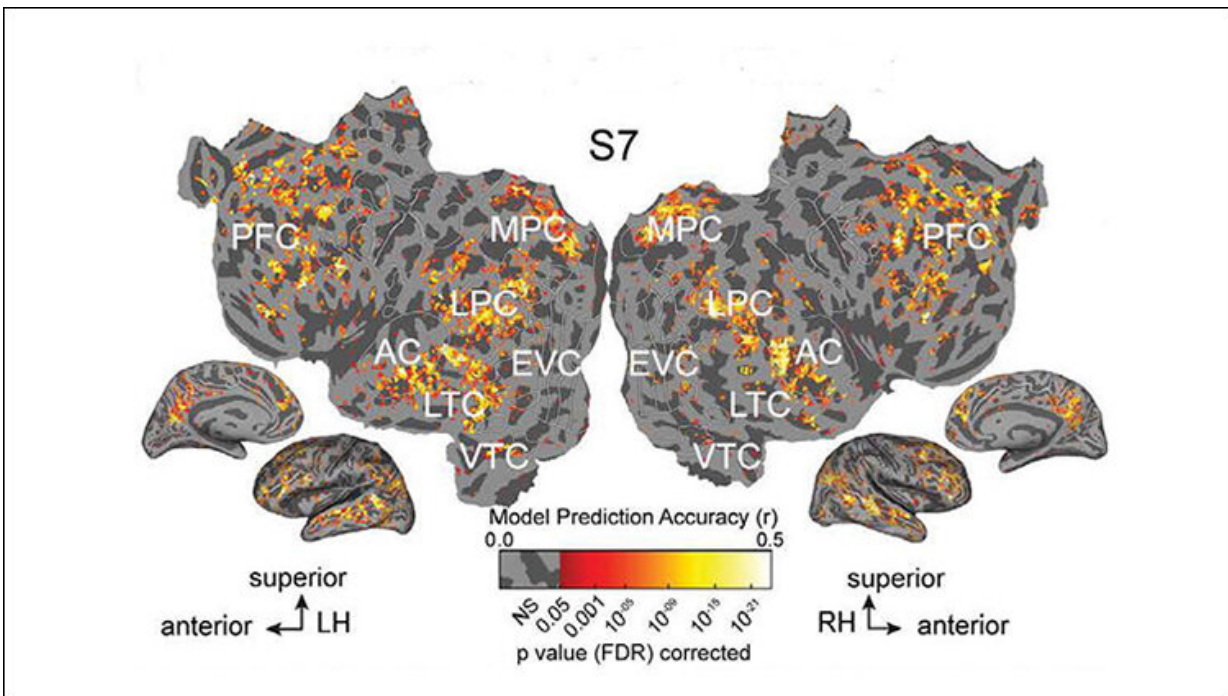 S7
PFC
MPC
MPC
PFC
LPC
LPC
AC
EVC
EVC
AC
LTC
LTC
VTC
VTC
Model Prediction Accuracy (r)
0.0 0.5
NS 0.05 0.001 10⁻⁰⁵ 10⁻⁰⁹ 10⁻¹⁵ 10⁻²¹
p value (FDR) corrected
superior
anterior LH
superior
RH anterior